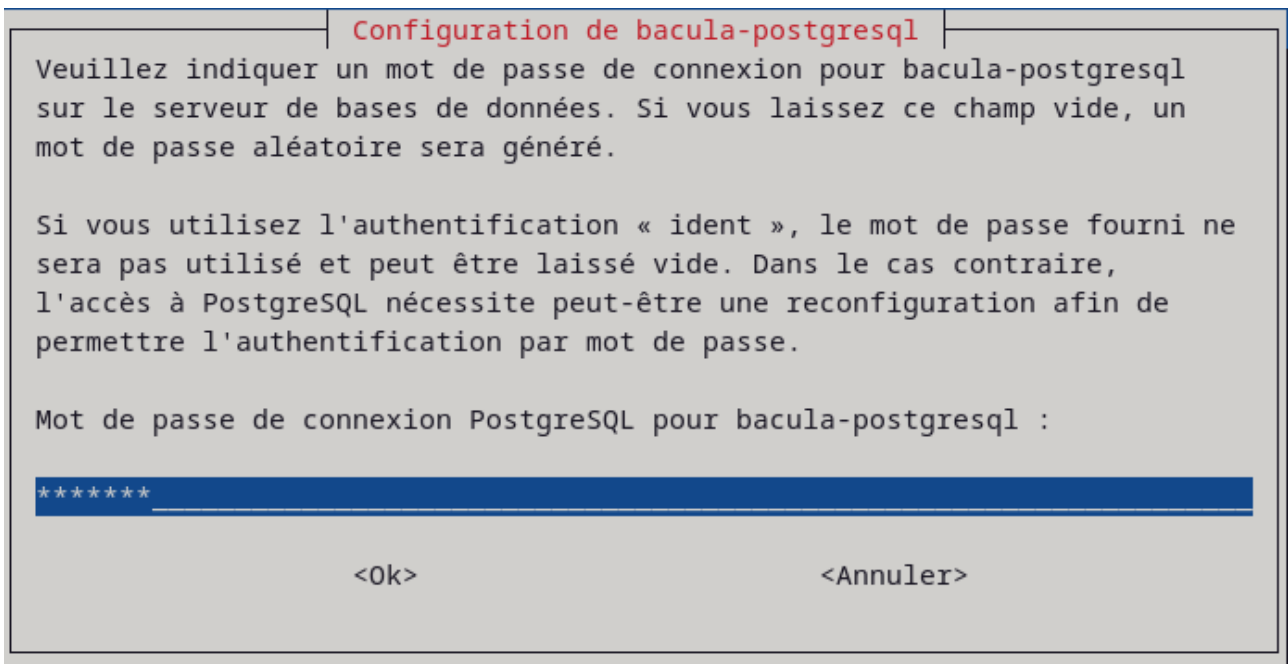 Configuration de bacula-postgresql
Veuillez indiquer un mot de passe de connexion pour bacula-postgresql
sur le serveur de bases de données. Si vous laissez ce champ vide, un
mot de passe aléatoire sera généré.
Si vous utilisez l'authentification « ident », le mot de passe fourni ne
sera pas utilisé et peut être laissé vide. Dans le cas contraire,
l'accès à PostgreSQL nécessite peut-être une reconfiguration afin de
permettre l'authentification par mot de passe.
Mot de passe de connexion PostgreSQL pour bacula-postgresql :
*******
<Ok> <Annuler>